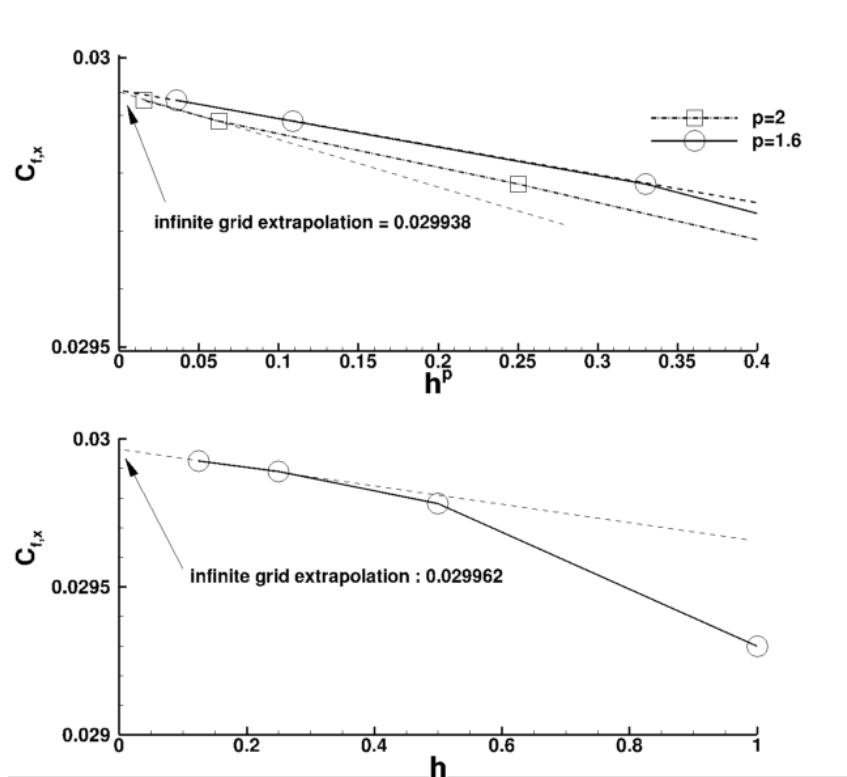 0.03
p=2
p=1.6
C_f,x
infinite grid extrapolation = 0.029938
0.0295
0 0.05 0.1 0.15 0.2 0.25 0.3 0.35 0.4
h^p
0.03
C_f,x
infinite grid extrapolation : 0.029962
0.0295
0.029
0 0.2 0.4 0.6 0.8 1
h